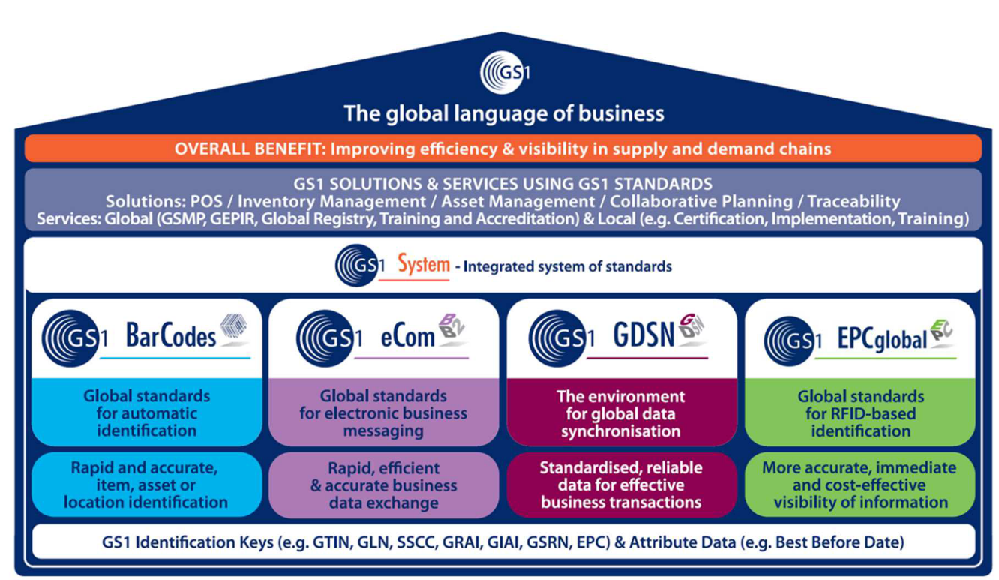 GS1
The global language of business
OVERALL BENEFIT: Improving efficiency & visibility in supply and demand chains
GS1 SOLUTIONS & SERVICES USING GS1 STANDARDS
Solutions: POS / Inventory Management / Asset Management / Collaborative Planning / Traceability
Services: Global (GSMP, GEPIR, Global Registry, Training and Accreditation) & Local (e.g. Certification, Implementation, Training)
GS1 System - Integrated system of standards
GS1 BarCodes
Global standards
for automatic
identification
Rapid and accurate,
item, asset or
location identification
GS1 eCom B2B
Global standards
for electronic business
messaging
Rapid, efficient
& accurate business
data exchange
GS1 GDSN GDSN
The environment
for global data
synchronisation
Standardised, reliable
data for effective
business transactions
GS1 EPCglobal EPC
Global standards
for RFID-based
identification
More accurate, immediate
and cost-effective
visibility of information
GS1 Identification Keys (e.g. GTIN, GLN, SSCC, GRAI, GIAI, GSRN, EPC) & Attribute Data (e.g. Best Before Date)